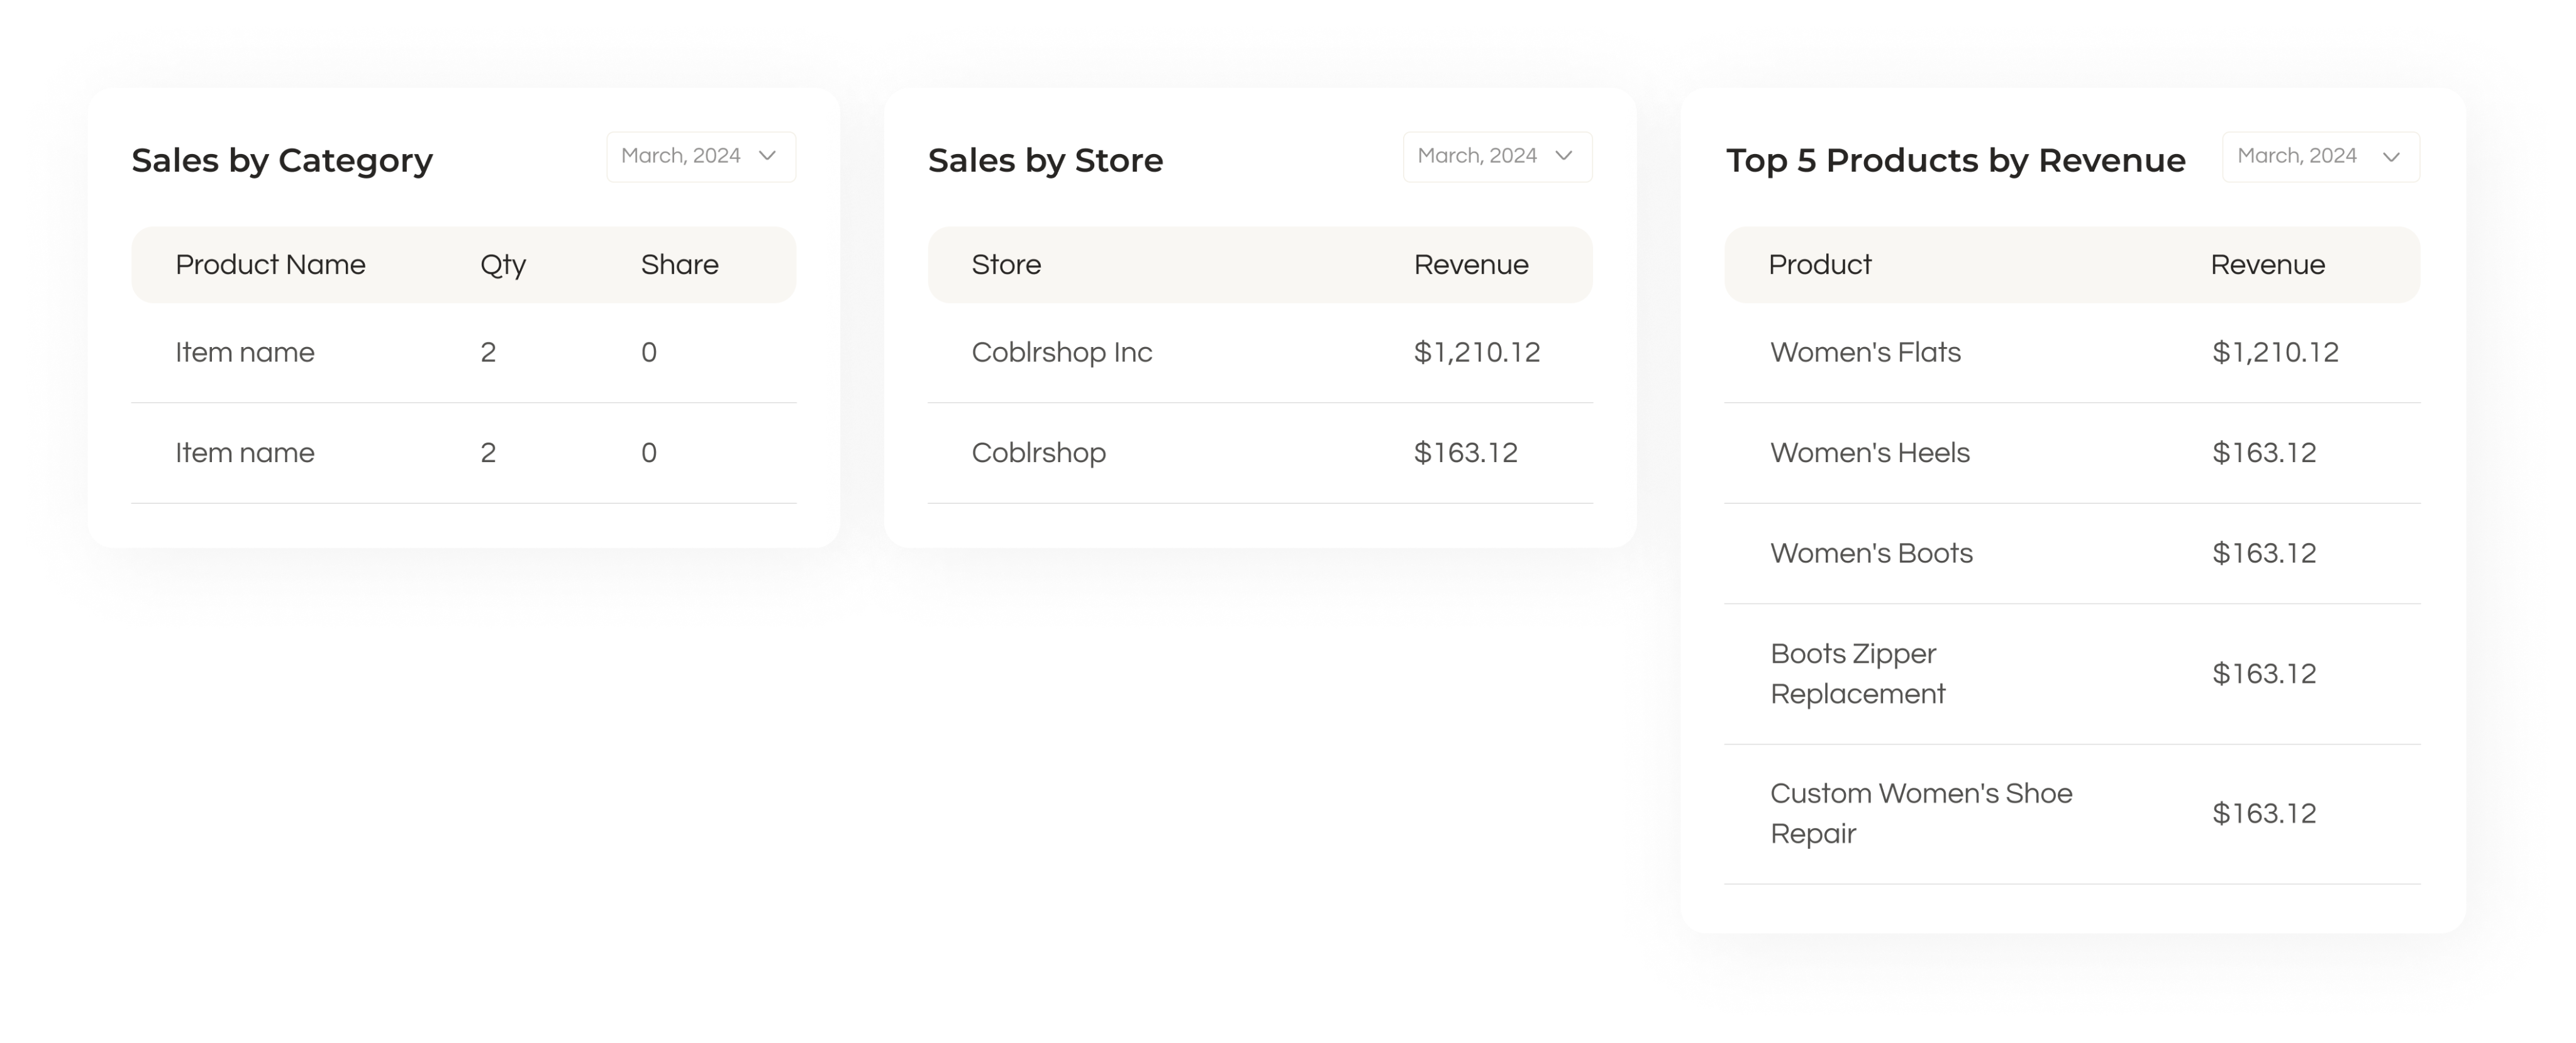 Sales by Category
March, 2024
Product Name Qty Share
Item name 2 0
Item name 2 0
Sales by Store
March, 2024
Store Revenue
Coblrshop Inc $1,210.12
Coblrshop $163.12
Top 5 Products by Revenue
March, 2024
Product Revenue
Women's Flats $1,210.12
Women's Heels $163.12
Women's Boots $163.12
Boots Zipper
Replacement
$163.12
Custom Women's Shoe
Repair
$163.12